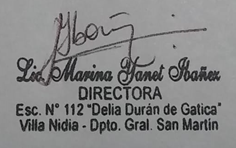 Lic. Marina Yanet Ibañez
DIRECTORA
Esc. N° 112 "Delia Durán de Gatica"
Villa Nidia - Dpto. Gral. San Martín